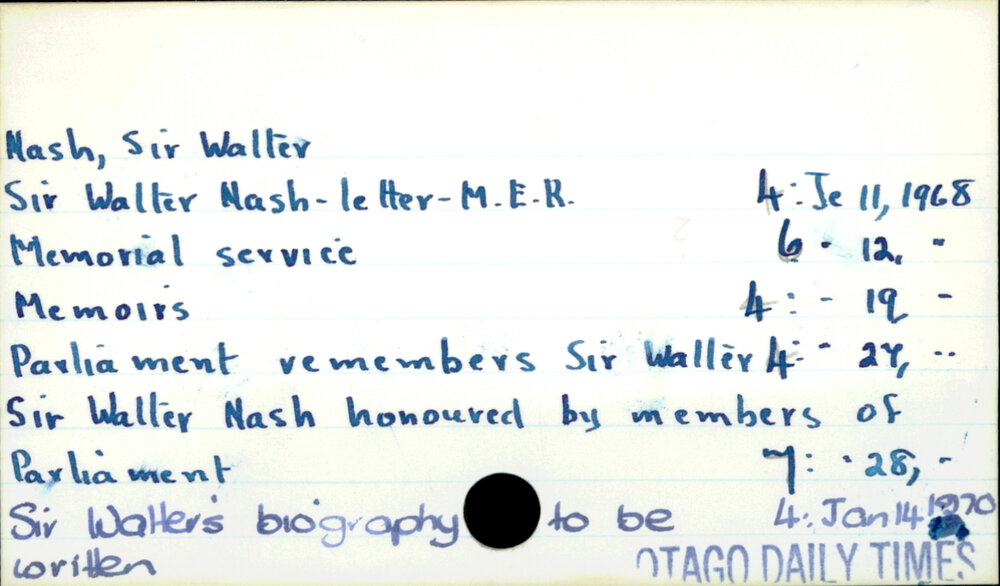 Nash, Sir Walter
Sir Walter Nash - letter - M.E.R. 4: Je 11, 1968
Memorial service 6 - 12, "
Memoirs 4: - 19 -
Parliament remembers Sir Walter 4: - 27, --
Sir Walter Nash honoured by members of
Parliament 7: - 28, -
Sir Walter's biography to be 4: Jan 14 1970
written
OTAGO DAILY TIMES